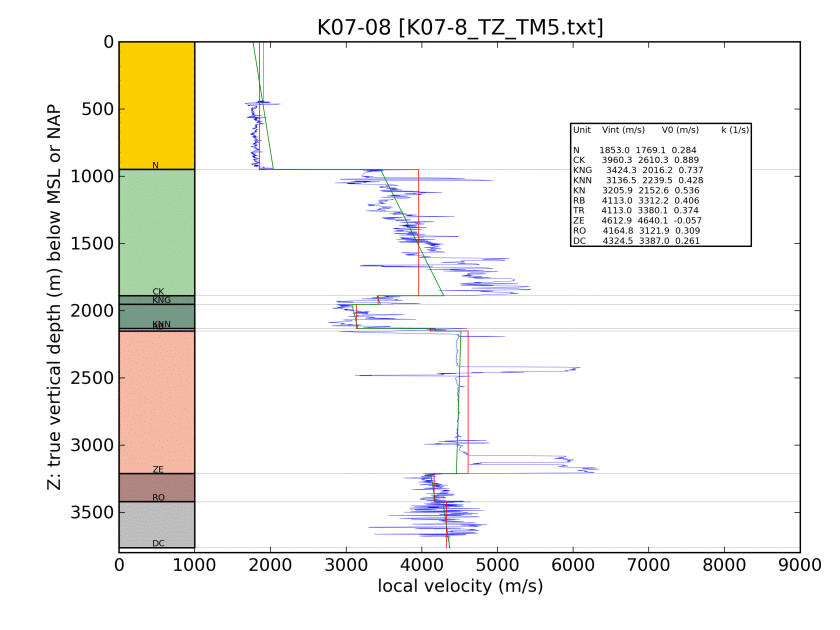 K07-08 [K07-8_TZ_TM5.txt]
Z: true vertical depth (m) below MSL or NAP
0
500
1000
1500
2000
2500
3000
3500
N
CK
KNG
KNN
ZE
RO
DC
Unit Vint (m/s) V0 (m/s) k (1/s)
N 1853.0 1769.1 0.284
CK 3960.3 2610.3 0.889
KNG 3424.3 2016.2 0.737
KNN 3136.5 2239.5 0.428
KN 3205.9 2152.6 0.536
RB 4113.0 3312.2 0.406
TR 4113.0 3380.1 0.374
ZE 4612.9 4640.1 -0.057
RO 4164.8 3121.9 0.309
DC 4324.5 3387.0 0.261
0 1000 2000 3000 4000 5000 6000 7000 8000 9000
local velocity (m/s)